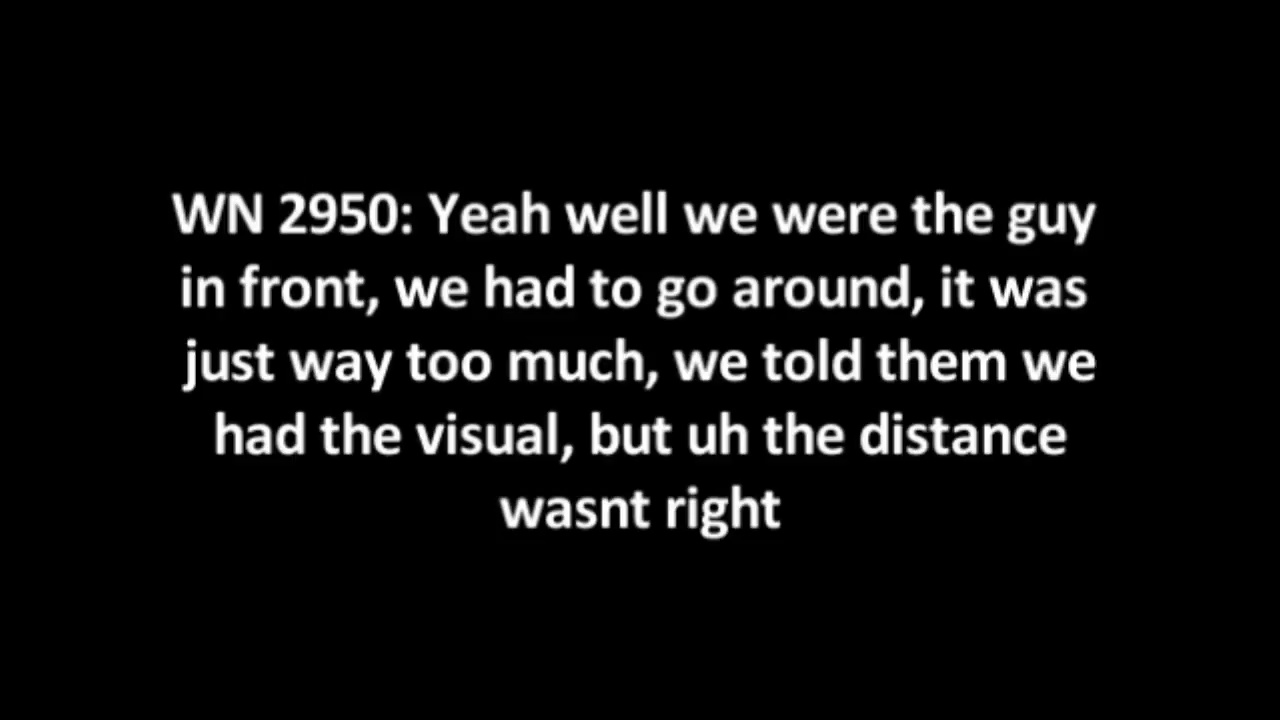 WN 2950: Yeah well we were the guy
in front, we had to go around, it was
just way too much, we told them we
had the visual, but uh the distance
wasnt right